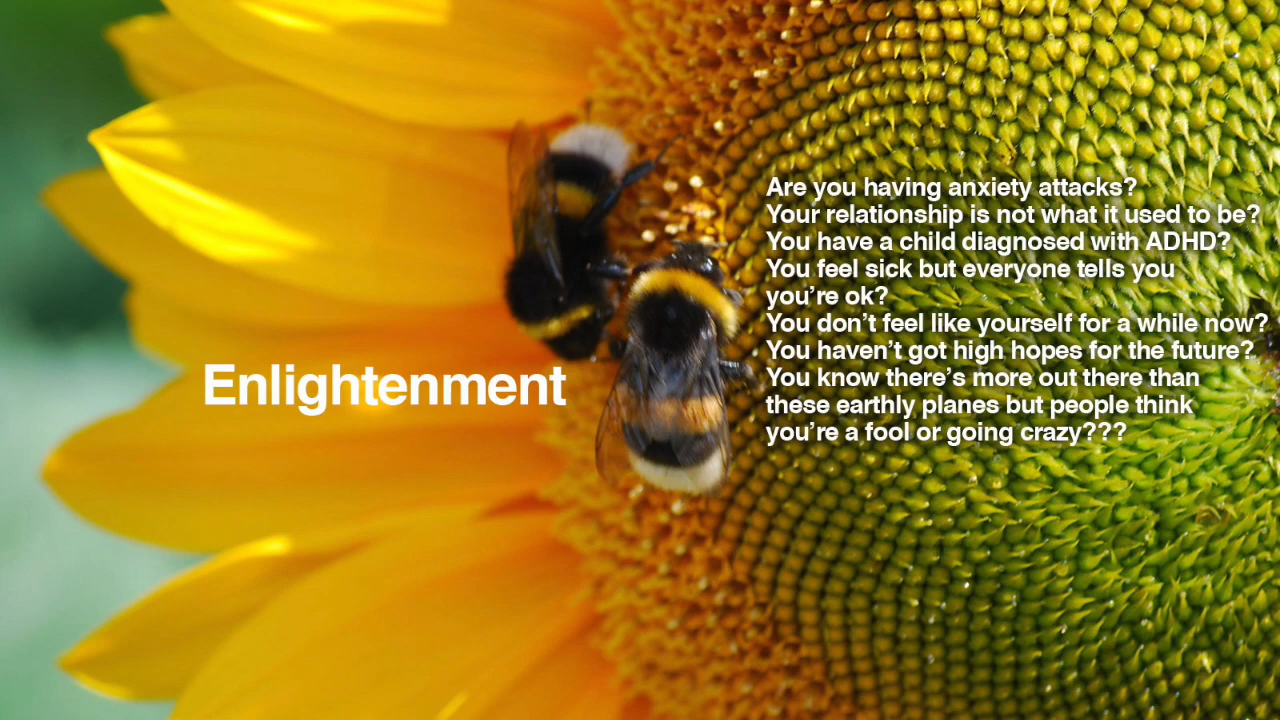 Enlightenment
Are you having anxiety attacks?
Your relationship is not what it used to be?
You have a child diagnosed with ADHD?
You feel sick but everyone tells you
you’re ok?
You don’t feel like yourself for a while now?
You haven’t got high hopes for the future?
You know there’s more out there than
these earthly planes but people think
you’re a fool or going crazy???